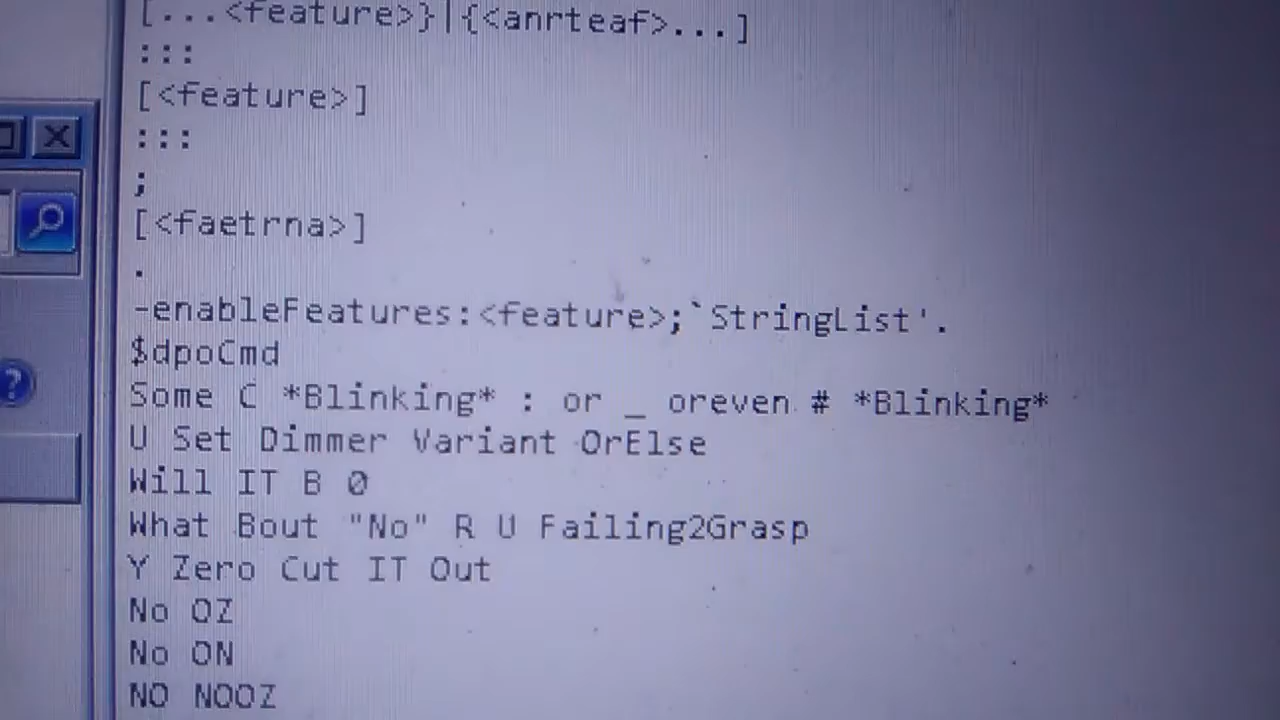 [...<feature>}|{<anrteaf>...]
:::
[<feature>]
:::
;
[<faetrna>]
.
-enableFeatures:<feature>;`StringList'.
$dpoCmd
Some C *Blinking* : or _ oreven # *Blinking*
U Set Dimmer Variant OrElse
Will IT B 0
What Bout "No" R U Failing2Grasp
Y Zero Cut IT Out
No OZ
No ON
NO NOOZ